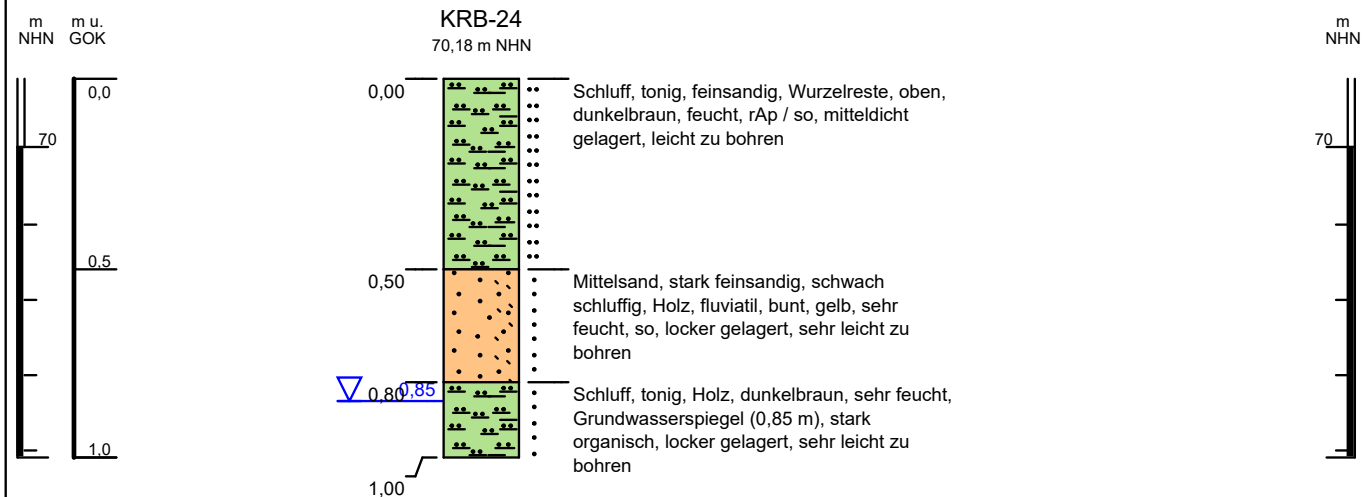 m
NHN
m u.
GOK
KRB-24
70,18 m NHN
m
NHN
0,0
0,00
Schluff, tonig, feinsandig, Wurzelreste, oben,
dunkelbraun, feucht, rAp / so, mitteldicht
gelagert, leicht zu bohren
70
70
0,5
0,50
Mittelsand, stark feinsandig, schwach
schluffig, Holz, fluviatil, bunt, gelb, sehr
feucht, so, locker gelagert, sehr leicht zu
bohren
0,80
0,85
Schluff, tonig, Holz, dunkelbraun, sehr feucht,
Grundwasserspiegel (0,85 m), stark
organisch, locker gelagert, sehr leicht zu
bohren
1,0
1,00